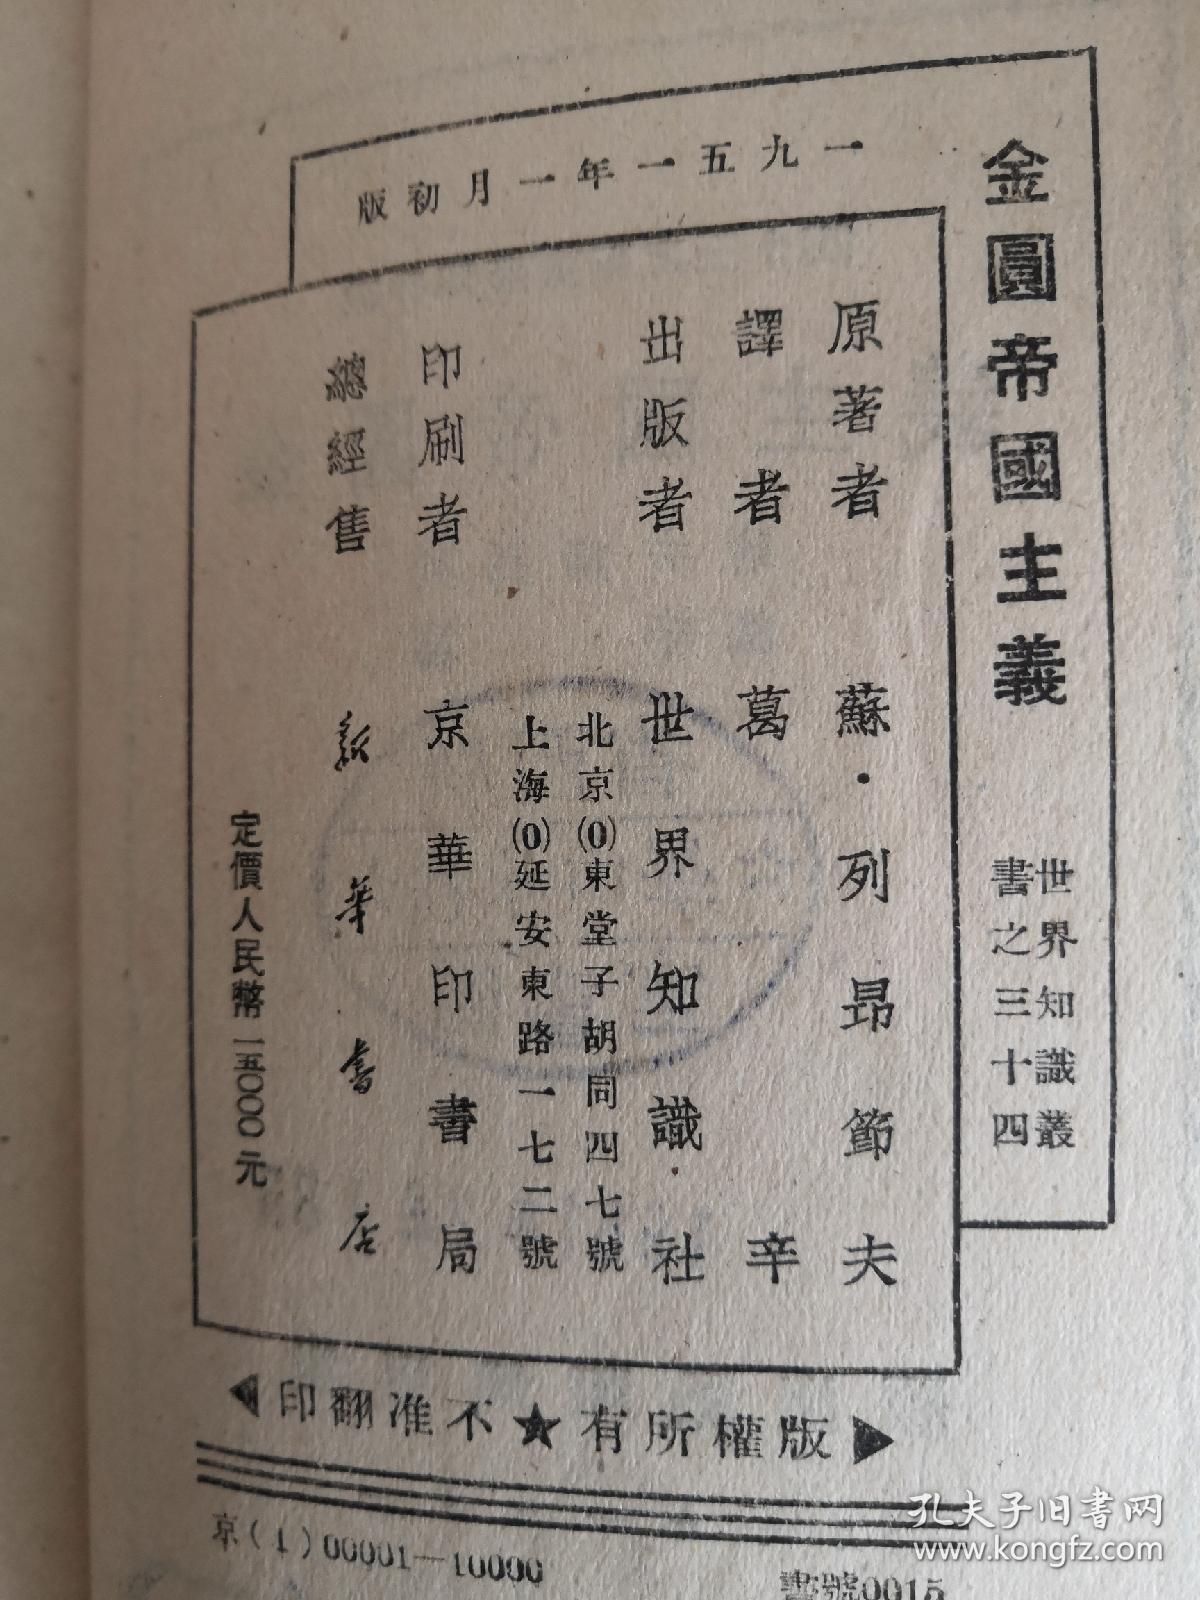 金圓帝國主義
世界知識叢
書之三十四
一九五一年一月初版
原著者 蘇·列昂節夫
譯者 葛辛
出版者 世界知識社
北京(0)東堂子胡同四七號
上海(0)延安東路一七二號
印刷者 京華印書局
總經售 新華書店
定價人民幣一五〇〇〇元
版權所有★不准翻印
京(1)00001—10000
書號0015
孔夫子旧書网
www.kongfz.com